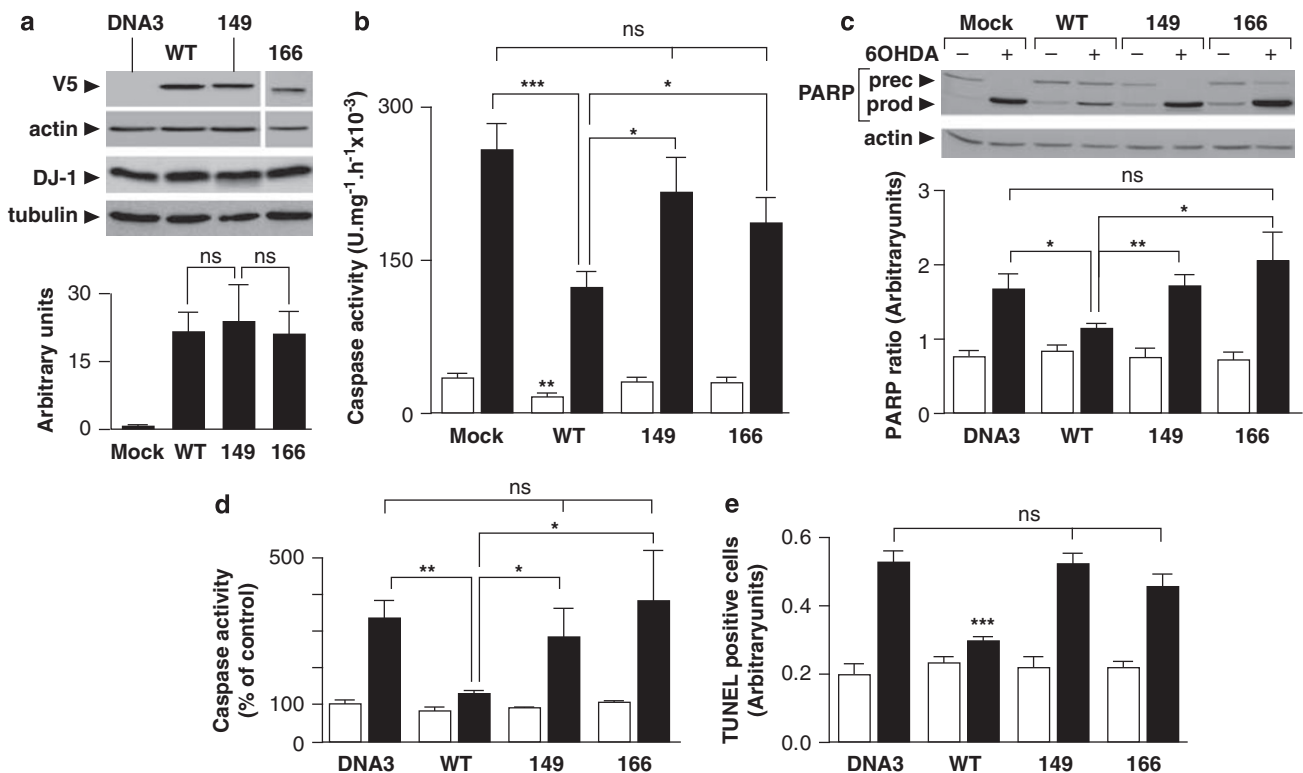 a
DNA3 149
WT 166
V5
actin
DJ-1
tubulin
ns ns
Arbitrary units
30
15
0
Mock WT 149 166
b
ns
*** *
*
**
Caspase activity (U.mg-1.h-1x10-3)
300
150
0
Mock WT 149 166
c
Mock WT 149 166
6OHDA − + − + − + − +
PARP
prec
prod
actin
ns
*
* **
PARP ratio (Arbitraryunits)
3
2
1
0
DNA3 WT 149 166
d
ns
*
** *
Caspase activity
(% of control)
500
100
0
DNA3 WT 149 166
e
ns
***
TUNEL positive cells
(Arbitraryunits)
0.6
0.4
0.2
0.0
DNA3 WT 149 166